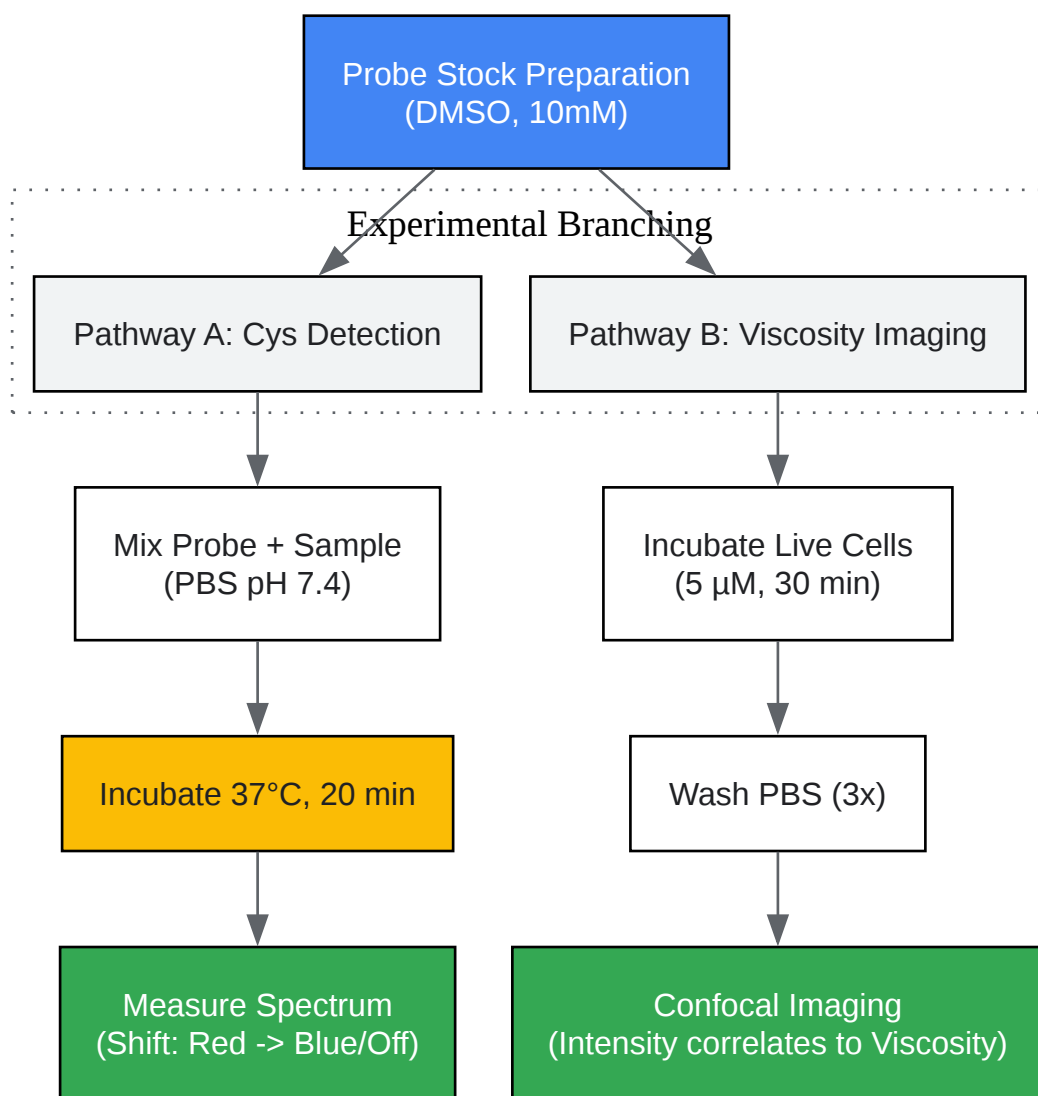 Probe Stock Preparation
(DMSO, 10mM)
Experimental Branching
Pathway A: Cys Detection
Pathway B: Viscosity Imaging
Mix Probe + Sample
(PBS pH 7.4)
Incubate Live Cells
(5 µM, 30 min)
Incubate 37°C, 20 min
Wash PBS (3x)
Measure Spectrum
(Shift: Red -> Blue/Off)
Confocal Imaging
(Intensity correlates to Viscosity)